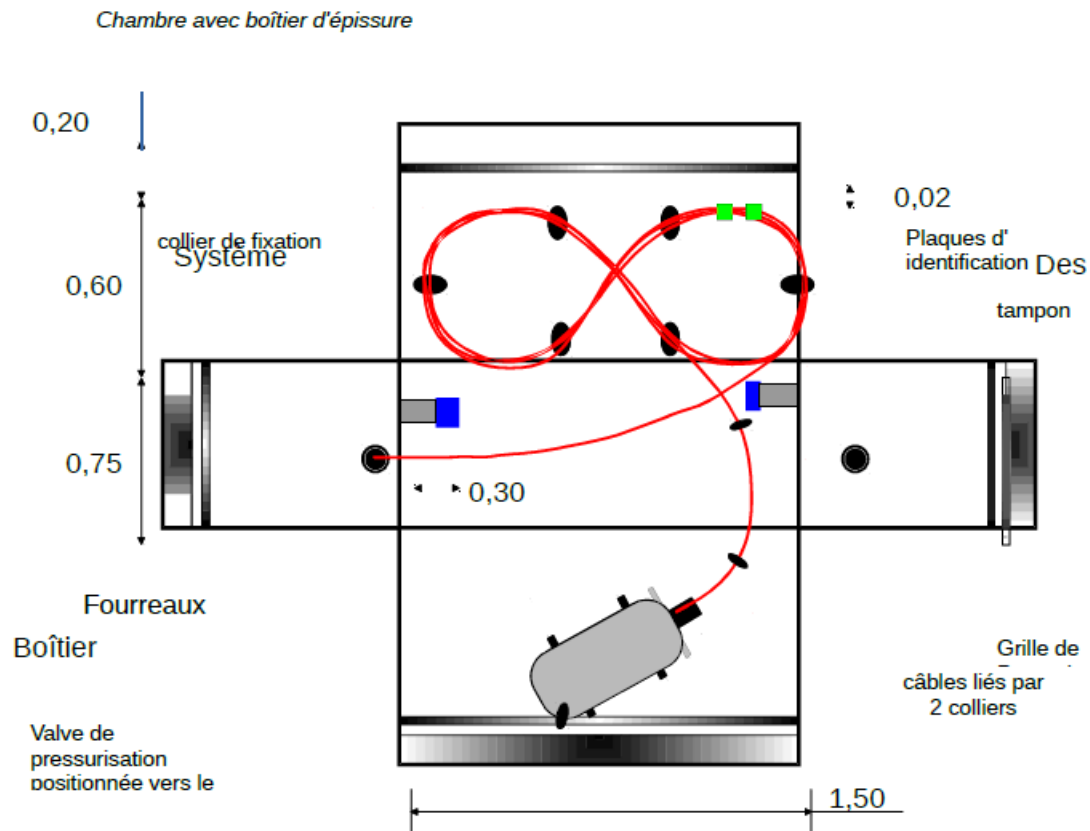 Chambre avec boîtier d'épissure
0,20
0,02
collier de fixation
Système
Plaques d'
identification
Des
0,60
tampon
0,75
0,30
Fourreaux
Boîtier
Grille de
câbles liés par
2 colliers
Valve de
pressurisation
positionnée vers le
1,50